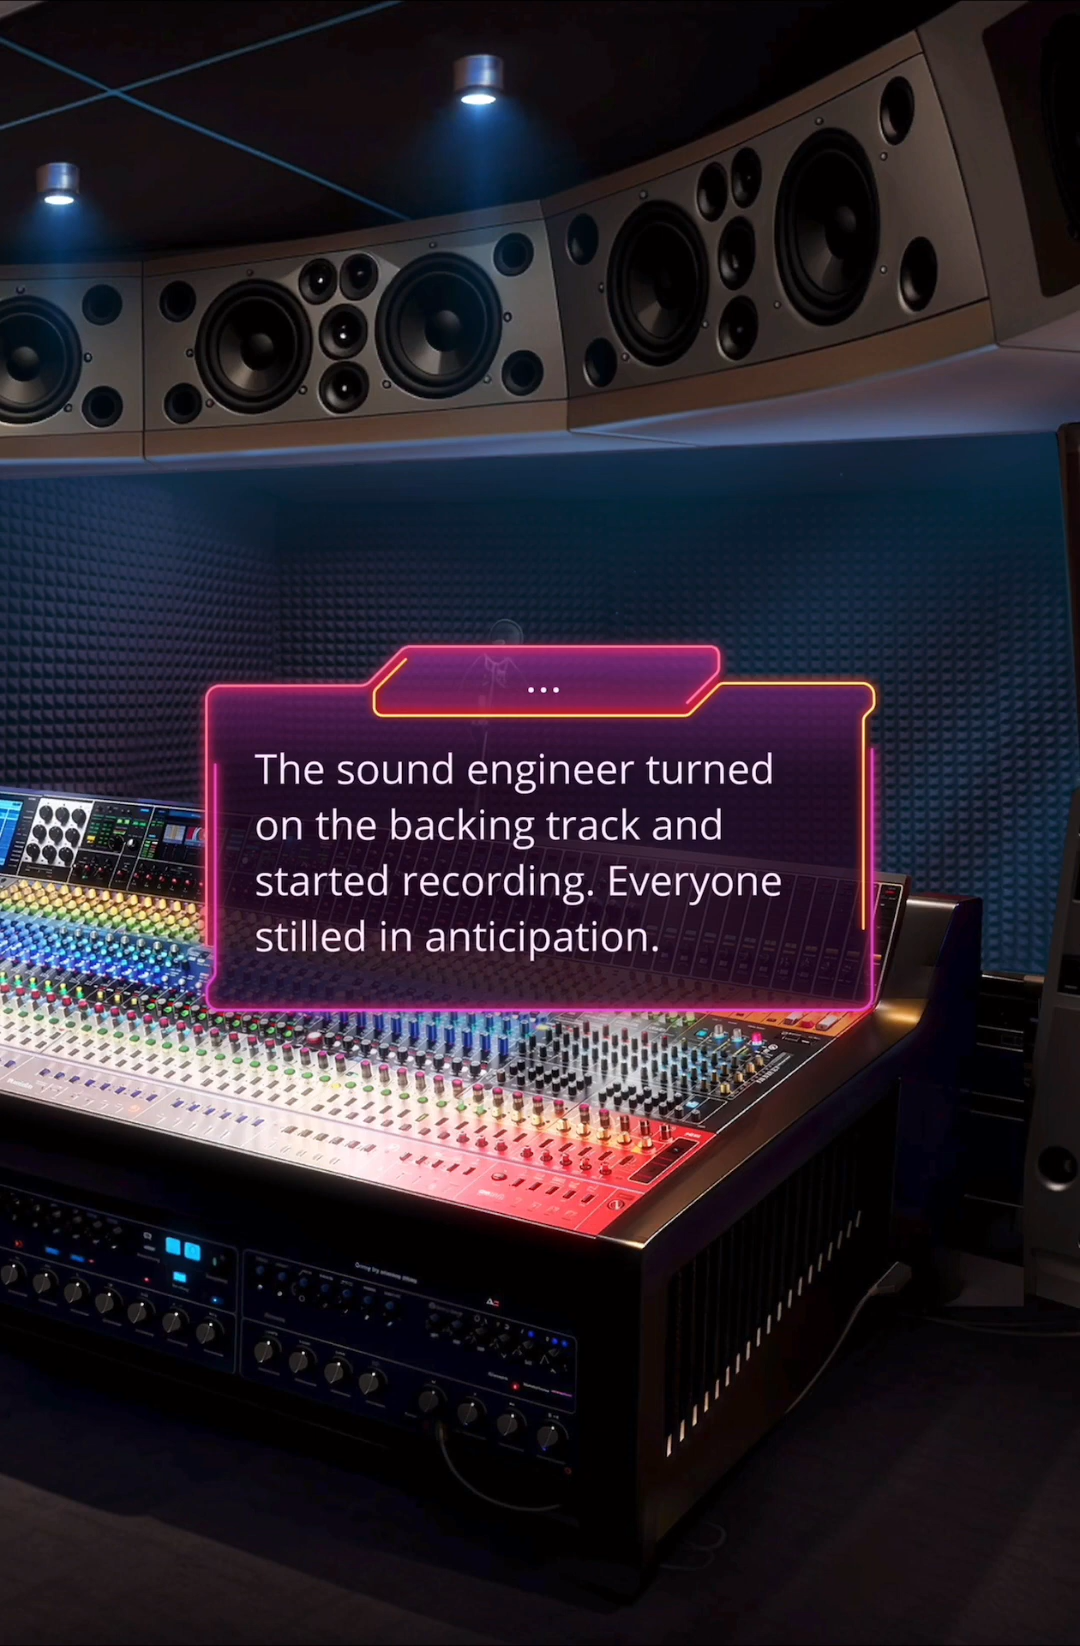 ...
The sound engineer turned
on the backing track and
started recording. Everyone
stilled in anticipation.